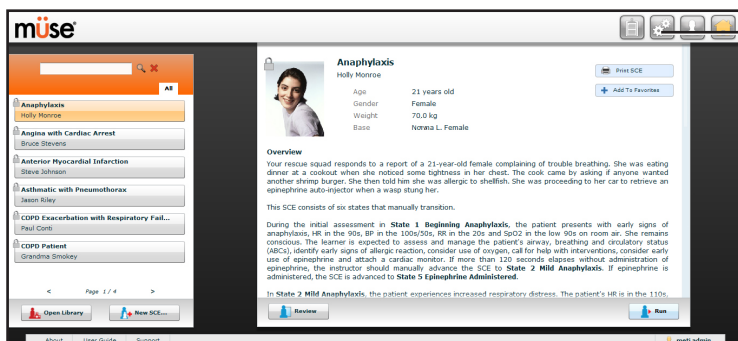 müse
All
Anaphylaxis
Holly Monroe
Angina with Cardiac Arrest
Bruce Stevens
Anterior Myocardial Infarction
Steve Johnson
Asthmatic with Pneumothorax
Jason Riley
COPD Exacerbation with Respiratory Fail...
Paul Conti
COPD Patient
Grandma Smokey
< Page 1 / 4 >
Open Library
New SCE...
Anaphylaxis
Holly Monroe
Age 21 years old
Gender Female
Weight 70.0 kg
Base Norma L. Female
Print SCE
Add To Favorites
Overview
Your rescue squad responds to a report of a 21-year-old female complaining of trouble breathing. She was eating
dinner at a cookout when she noticed some tightness in her chest. The cook came by asking if anyone wanted
another shrimp burger. She then told him she was allergic to shellfish. She was proceeding to her car to retrieve an
epinephrine auto-injector when a wasp stung her.
This SCE consists of six states that manually transition.
During the initial assessment in State 1 Beginning Anaphylaxis, the patient presents with early signs of
anaphylaxis, HR in the 90s, BP in the 100s/50s, RR in the 20s and SpO2 in the low 90s on room air. She remains
conscious. The learner is expected to assess and manage the patient's airway, breathing and circulatory status
(ABCs), identify early signs of allergic reaction, consider use of oxygen, call for help with interventions, consider early
use of epinephrine and attach a cardiac monitor. If more than 120 seconds elapses without administration of
epinephrine, the instructor should manually advance the SCE to State 2 Mild Anaphylaxis. If epinephrine is
administered, the SCE is advanced to State 5 Epinephrine Administered.
In State 2 Mild Anaphylaxis, the patient experiences increased respiratory distress. The patient's HR is in the 110s,
Review
Run
About User Guide Support
meti admin